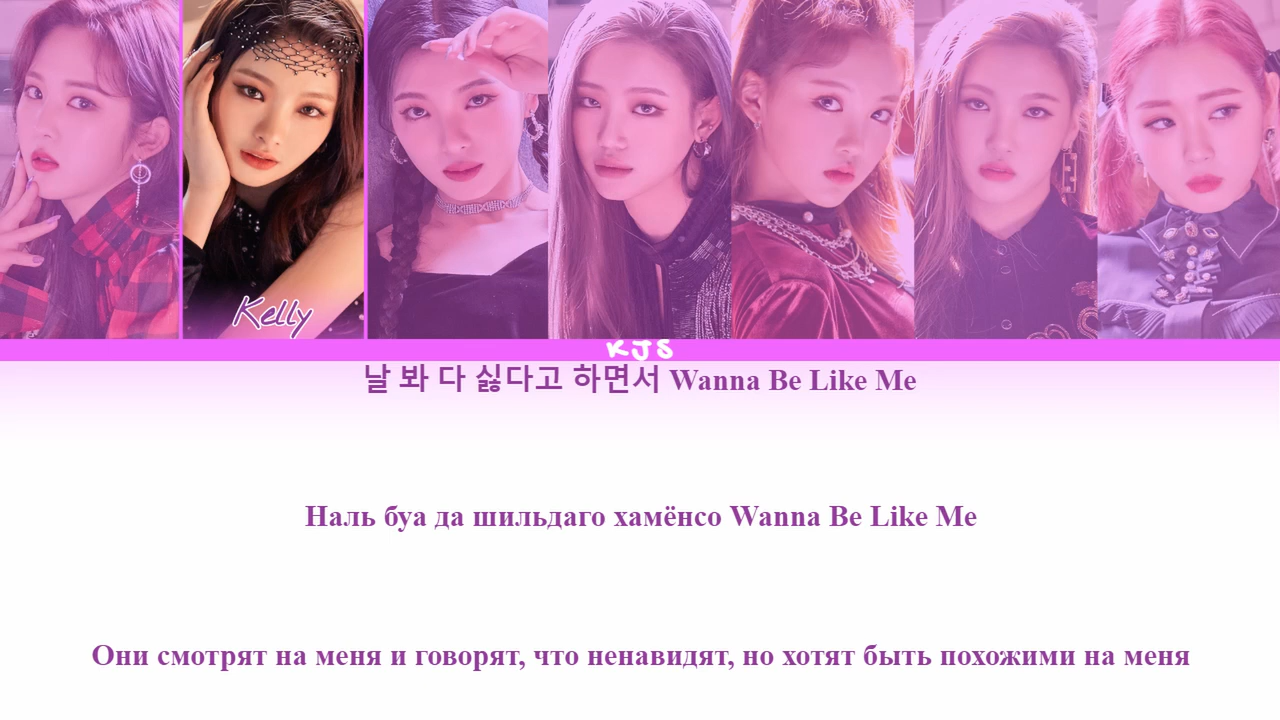 Kelly
KJS
날 봐 다 싫다고 하면서 Wanna Be Like Me
Наль буа да шильдаго хамёнсо Wanna Be Like Me
Они смотрят на меня и говорят, что ненавидят, но хотят быть похожими на меня